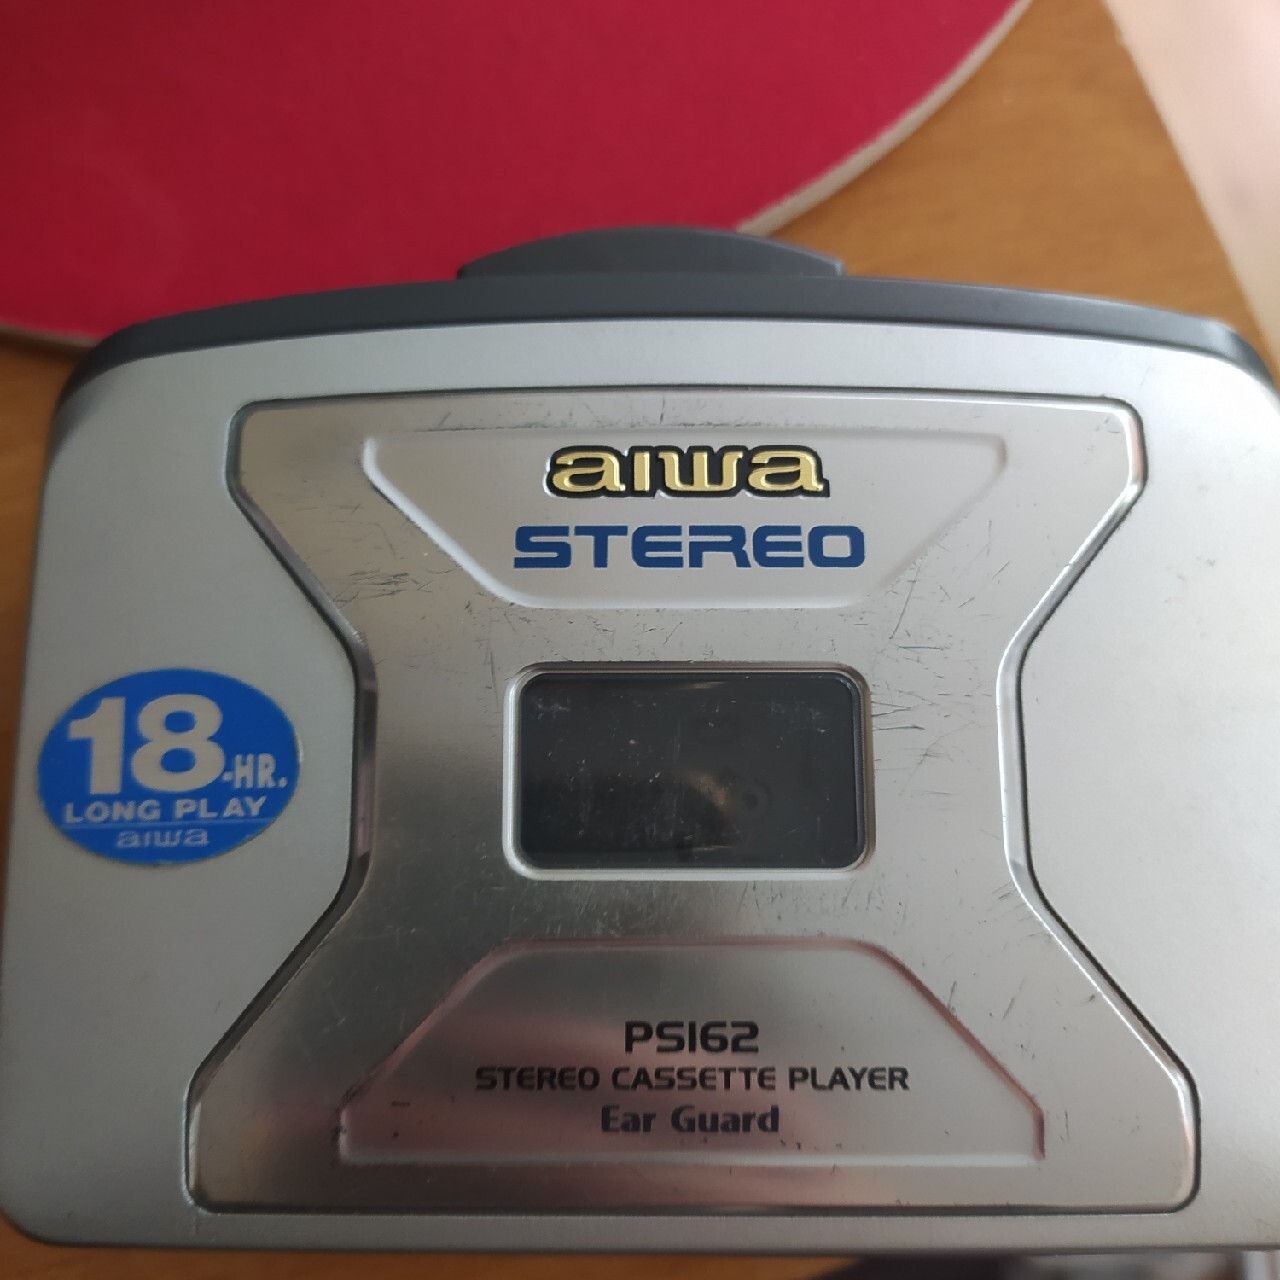 aiwa
STEREO
18-HR.
LONG PLAY
aiwa
PS162
STEREO CASSETTE PLAYER
Ear Guard